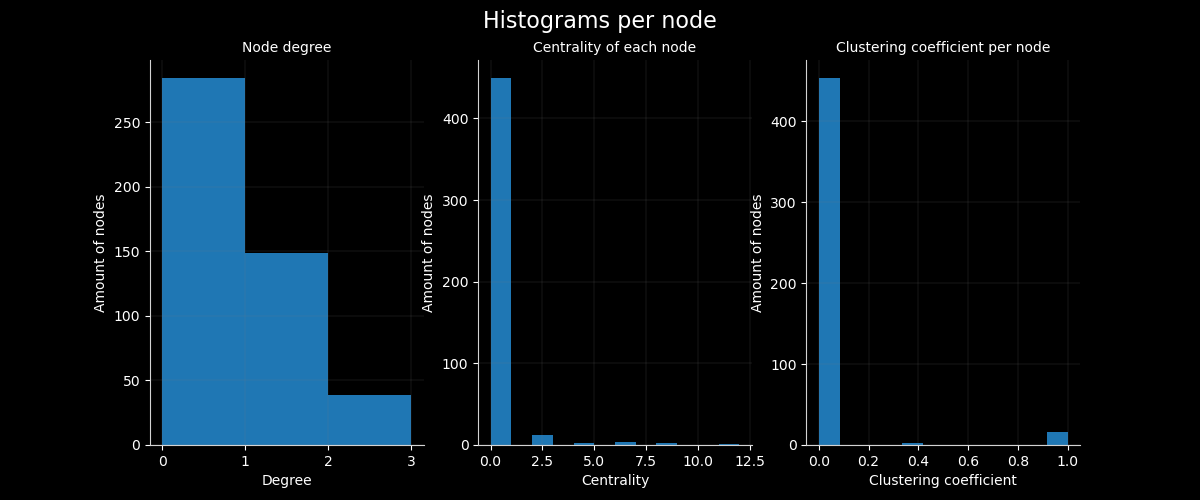 Histograms per node
Node degree
Amount of nodes
250
200
150
100
50
0
0 1 2 3
Degree
Centrality of each node
Amount of nodes
400
300
200
100
0
0.0 2.5 5.0 7.5 10.0 12.5
Centrality
Clustering coefficient per node
Amount of nodes
400
300
200
100
0
0.0 0.2 0.4 0.6 0.8 1.0
Clustering coefficient